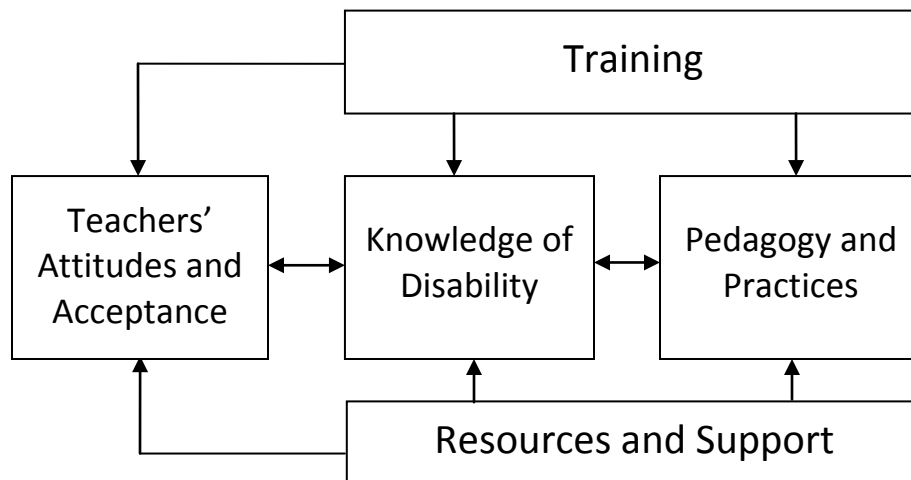 Training
Teachers’
Attitudes and
Acceptance
Knowledge of
Disability
Pedagogy and
Practices
Resources and Support